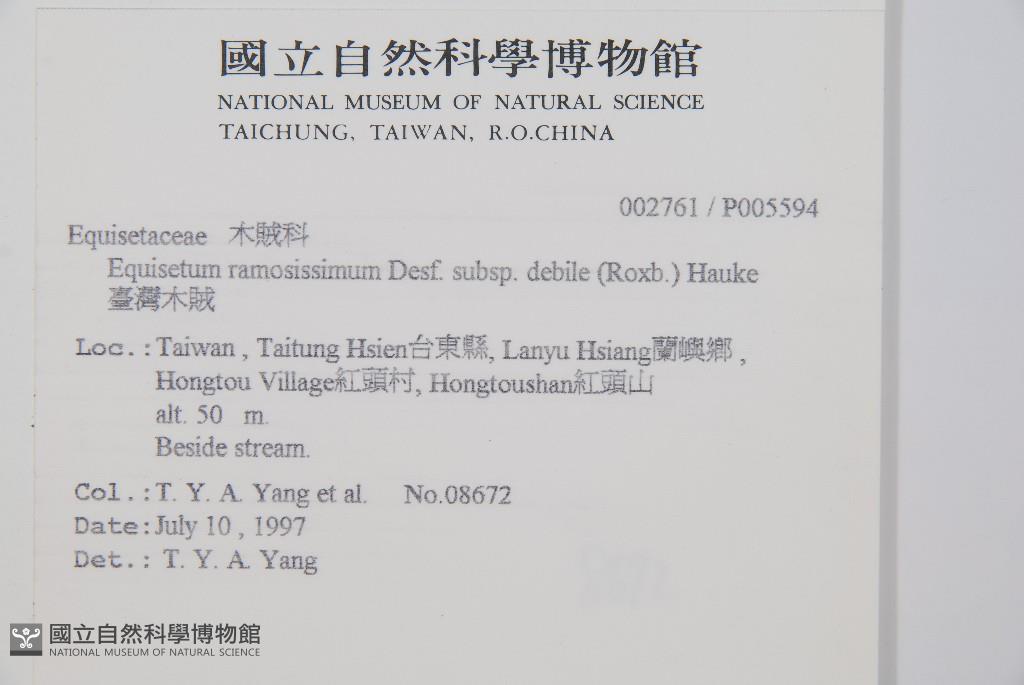 國立自然科學博物館
NATIONAL MUSEUM OF NATURAL SCIENCE
TAICHUNG, TAIWAN, R.O.CHINA
002761 / P005594
Equisetaceae 木賊科
Equisetum ramosissimum Desf. subsp. debile (Roxb.) Hauke
臺灣木賊
Loc.:Taiwan , Taitung Hsien台東縣, Lanyu Hsiang蘭嶼鄉 ,
Hongtou Village紅頭村, Hongtoushan紅頭山
alt. 50 m.
Beside stream.
Col.:T. Y. A. Yang et al. No.08672
Date:July 10 , 1997
Det.: T. Y. A. Yang
國立自然科學博物館
NATIONAL MUSEUM OF NATURAL SCIENCE